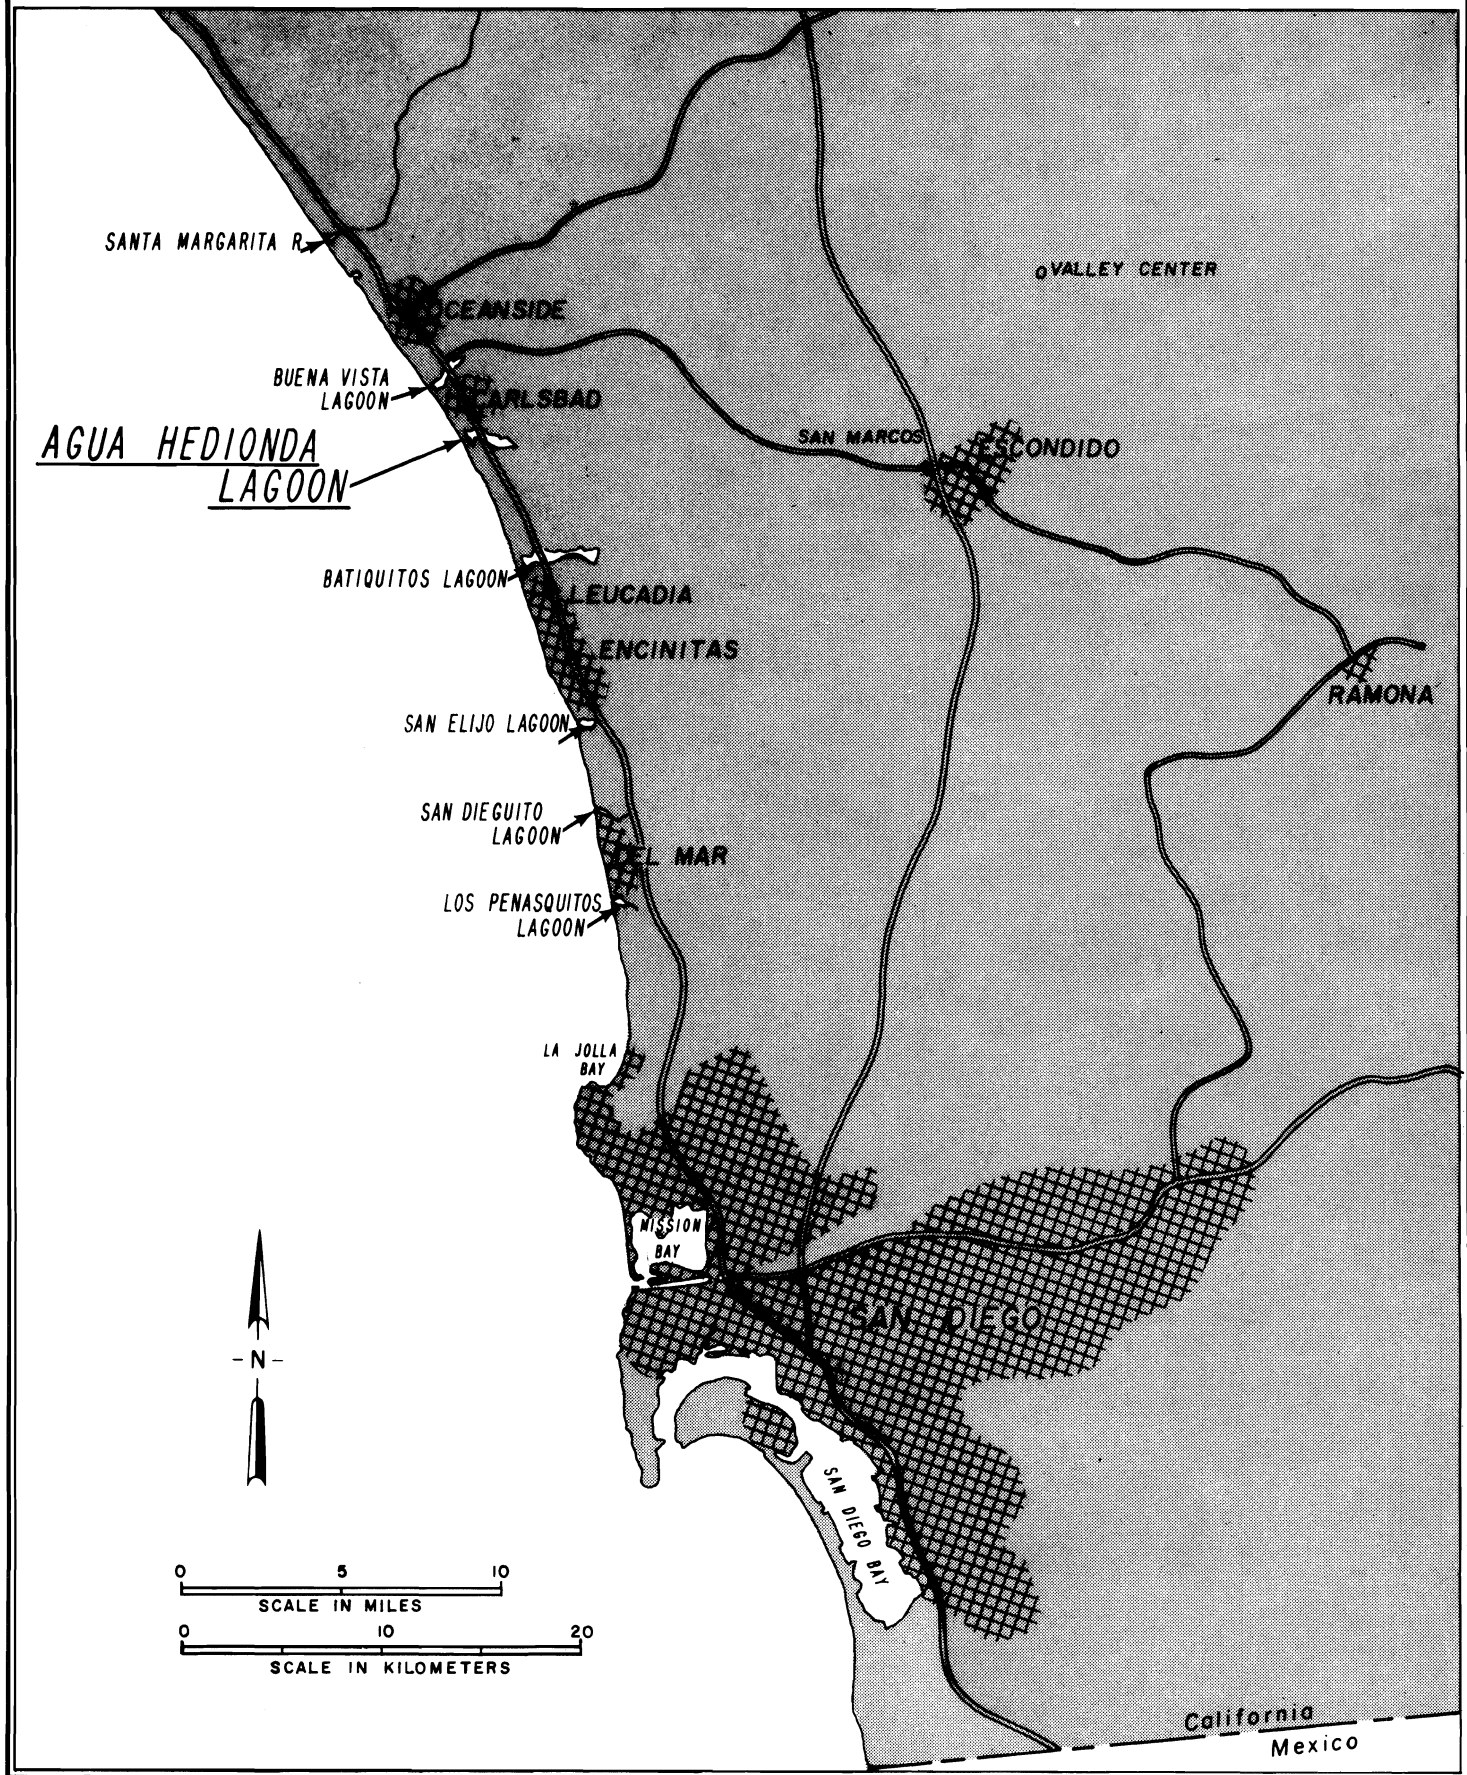 SANTA MARGARITA R.
VALLEY CENTER
OCEANSIDE
BUENA VISTA
LAGOON
CARLSBAD
AGUA HEDIONDA
LAGOON
SAN MARCOS
ESCONDIDO
BATIQUITOS LAGOON
LEUCADIA
ENCINITAS
RAMONA
SAN ELIJO LAGOON
SAN DIEGUITO
LAGOON
DEL MAR
LOS PENASQUITOS
LAGOON
LA JOLLA
BAY
MISSION
BAY
SAN DIEGO
-N-
SAN DIEGO BAY
0 5 10
SCALE IN MILES
0 10 20
SCALE IN KILOMETERS
California
Mexico